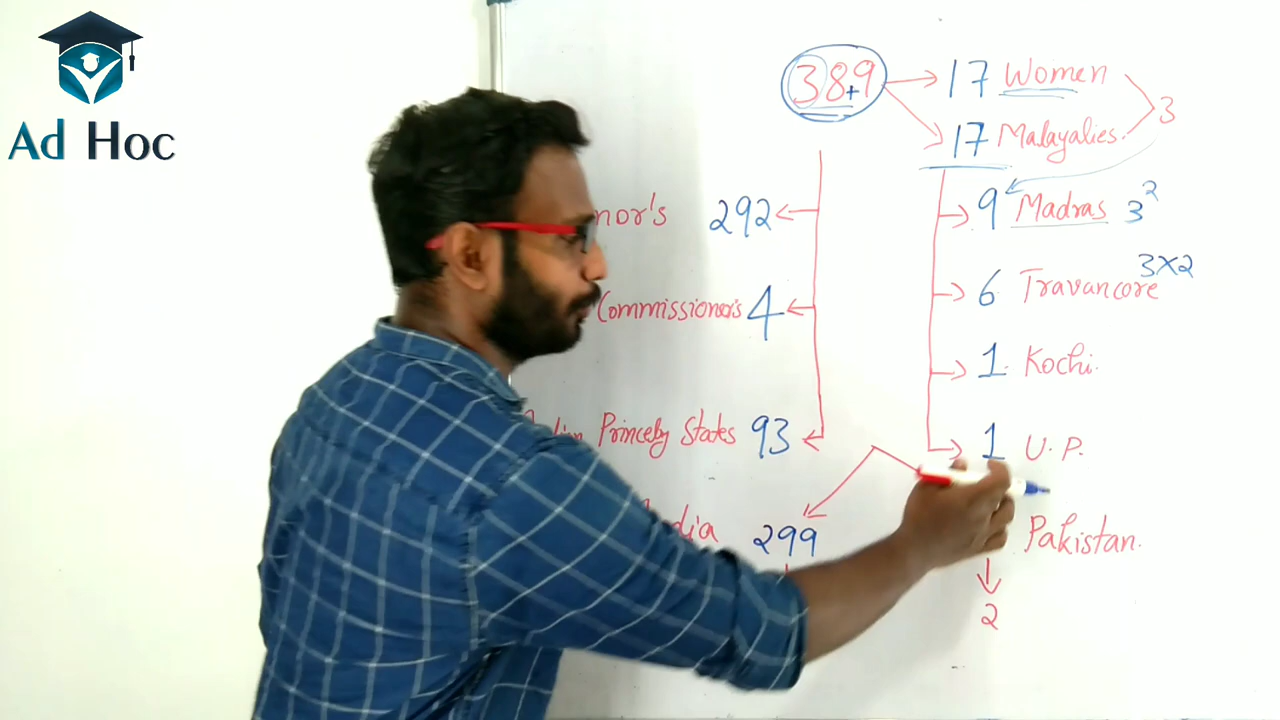 Ad Hoc
389 + 17 Women
17 Malayalies. 3
nor's 292 9 Madras 3²
Commissioner's 4 6 Travancore 3X2
1 Kochi.
Princely States 93 1 U.P.
299 Pakistan.
2